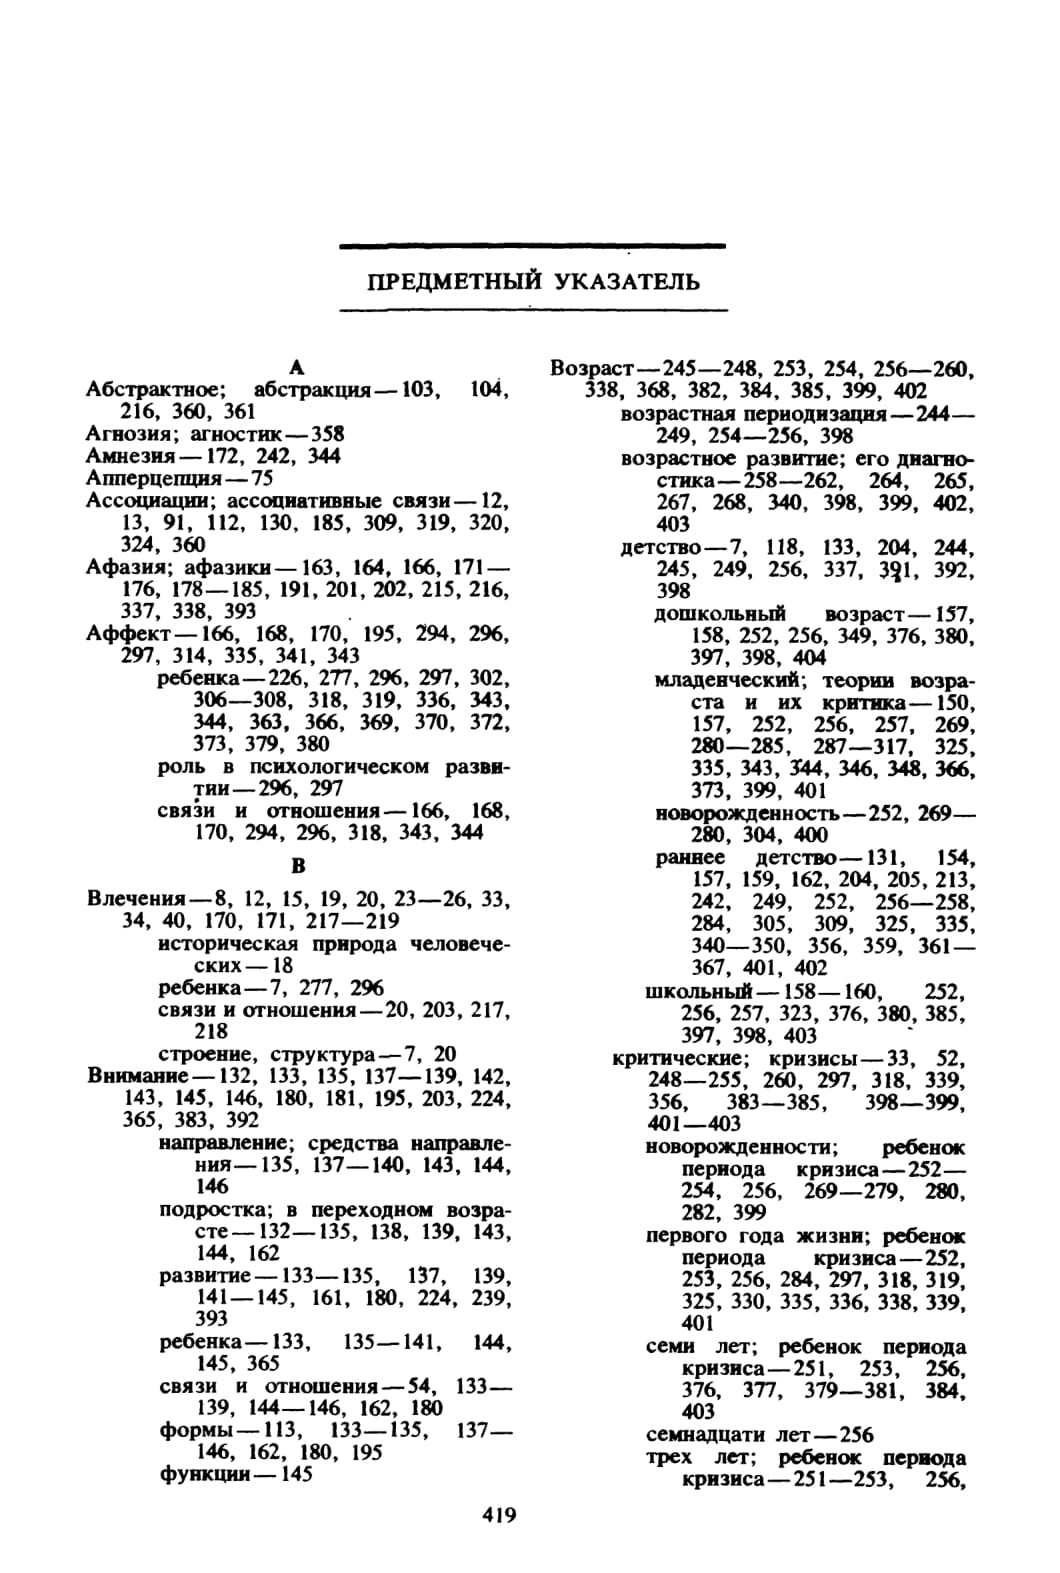 ПРЕДМЕТНЫЙ УКАЗАТЕЛЬ
А
Абстрактное; абстракция — 103, 104,
216, 360, 361
Агнозия; агностик — 358
Амнезия — 172, 242, 344
Апперцепция — 75
Ассоциации; ассоциативные связи — 12,
13, 91, 112, 130, 185, 309, 319, 320,
324, 360
Афазия; афазики — 163, 164, 166, 171 —
176, 178 — 185, 191, 201, 202, 215, 216,
337, 338, 393
Аффект — 166, 168, 170, 195, 294, 296,
297, 314, 335, 341, 343
ребенка — 226, 277, 296, 297, 302,
306—308, 318, 319, 336, 343,
344, 363, 366, 369, 370, 372,
373, 379, 380
роль в психологическом разви-
тии — 296, 297
связи и отношения — 166, 168,
170, 294, 296, 318, 343, 344
В
Влечения — 8, 12, 15, 19, 20, 23—26, 33,
34, 40, 170, 171, 217—219
историческая природа человече-
ских — 18
ребенка — 7, 277, 296
связи и отношения — 20, 203, 217,
218
строение, структура — 7, 20
Внимание — 132, 133, 135, 137—139, 142,
143, 145, 146, 180, 181, 195, 203, 224,
365, 383, 392
направление; средства направле-
ния — 135, 137—140, 143, 144,
146
подростка; в переходном возра-
сте — 132—135, 138, 139, 143,
144, 162
развитие — 133—135, 137, 139,
141—145, 161, 180, 224, 239,
393
ребенка — 133, 135—141, 144,
145, 365
связи и отношения — 54, 133—
139, 144—146, 162, 180
формы — 113, 133—135, 137—
146, 162, 180, 195
функции — 145
Возраст — 245—248, 253, 254, 256—260,
338, 368, 382, 384, 385, 399, 402
возрастная периодизация — 244—
249, 254—256, 398
возрастное развитие; его диагно-
стика — 258—262, 264, 265,
267, 268, 340, 398, 399, 402,
403
детство — 7, 118, 133, 204, 244,
245, 249, 256, 337, 391, 392,
398
дошкольный возраст — 157,
158, 252, 256, 349, 376, 380,
397, 398, 404
младенческий; теории возра-
ста и их критика — 150,
157, 252, 256, 257, 269,
280—285, 287—317, 325,
335, 343, 344, 346, 348, 366,
373, 399, 401
новорожденность — 252, 269—
280, 304, 400
раннее детство — 131, 154,
157, 159, 162, 204, 205, 213,
242, 249, 252, 256—258,
284, 305, 309, 325, 335,
340—350, 356, 359, 361—
367, 401, 402
школьный — 158—160, 252,
256, 257, 323, 376, 380, 385,
397, 398, 403
критические; кризисы — 33, 52,
248—255, 260, 297, 318, 339,
356, 383—385, 398—399,
401—403
новорожденности; ребенок
периода кризиса — 252—
254, 256, 269—279, 280,
282, 399
первого года жизни; ребенок
периода кризиса — 252,
253, 256, 284, 297, 318, 319,
325, 330, 335, 336, 338, 339,
401
семи лет; ребенок периода
кризиса — 251, 253, 256,
376, 377, 379—381, 384,
403
семнадцати лет — 256
трех лет; ребенок периода
кризиса — 251—253, 256,
419